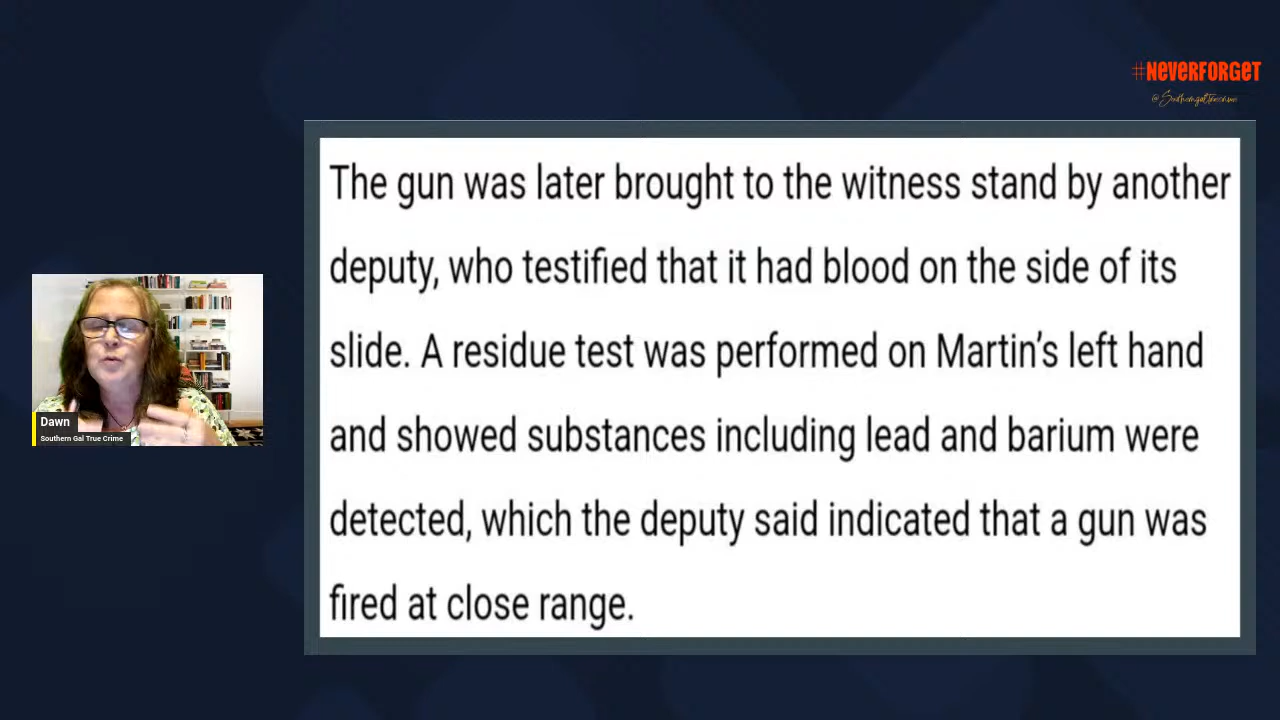 #NEVERFORGET
@Southerngaltruecrime
The gun was later brought to the witness stand by another
deputy, who testified that it had blood on the side of its
slide. A residue test was performed on Martin’s left hand
and showed substances including lead and barium were
detected, which the deputy said indicated that a gun was
fired at close range.
Dawn
Southern Gal True Crime